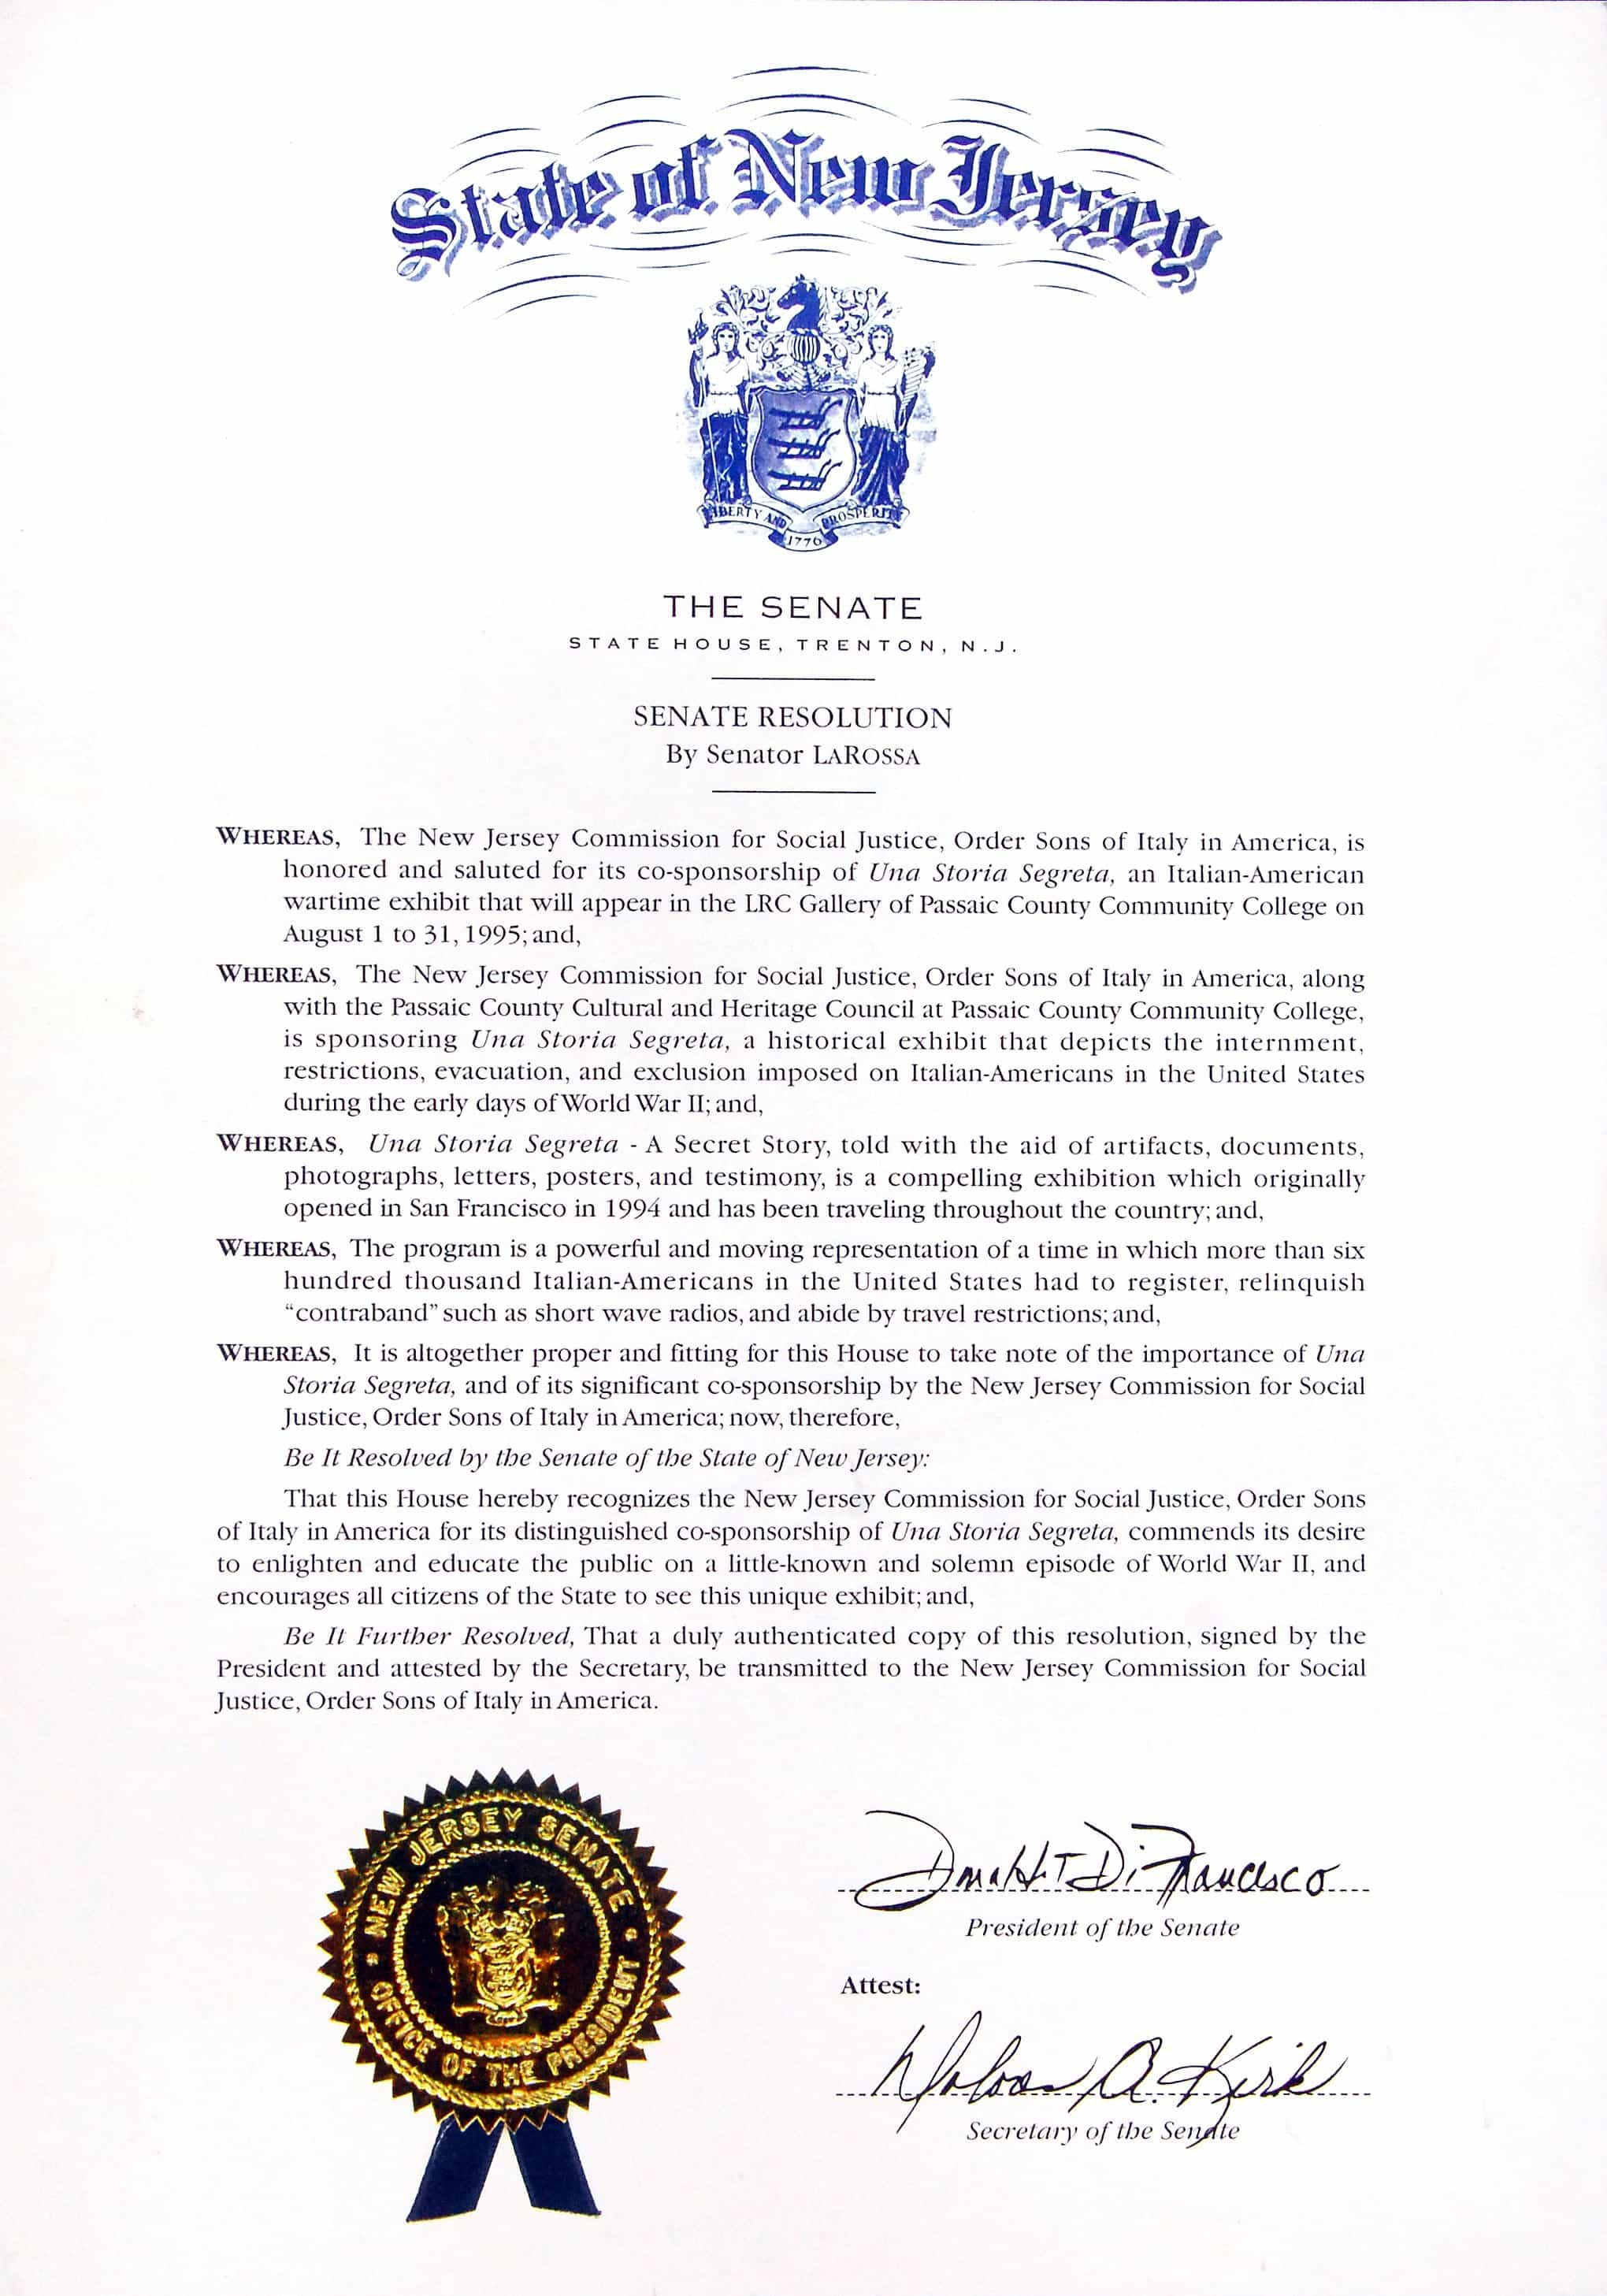 State of New Jersey
LIBERTY AND PROSPERITY
1776
THE SENATE
STATE HOUSE, TRENTON, N.J.
SENATE RESOLUTION
By Senator LAROSSA
WHEREAS, The New Jersey Commission for Social Justice, Order Sons of Italy in America, is
honored and saluted for its co-sponsorship of Una Storia Segreta, an Italian-American
wartime exhibit that will appear in the LRC Gallery of Passaic County Community College on
August 1 to 31, 1995; and,
WHEREAS, The New Jersey Commission for Social Justice, Order Sons of Italy in America, along
with the Passaic County Cultural and Heritage Council at Passaic County Community College,
is sponsoring Una Storia Segreta, a historical exhibit that depicts the internment,
restrictions, evacuation, and exclusion imposed on Italian-Americans in the United States
during the early days of World War II; and,
WHEREAS, Una Storia Segreta - A Secret Story, told with the aid of artifacts, documents,
photographs, letters, posters, and testimony, is a compelling exhibition which originally
opened in San Francisco in 1994 and has been traveling throughout the country; and,
WHEREAS, The program is a powerful and moving representation of a time in which more than six
hundred thousand Italian-Americans in the United States had to register, relinquish
“contraband” such as short wave radios, and abide by travel restrictions; and,
WHEREAS, It is altogether proper and fitting for this House to take note of the importance of Una
Storia Segreta, and of its significant co-sponsorship by the New Jersey Commission for Social
Justice, Order Sons of Italy in America; now, therefore,
Be It Resolved by the Senate of the State of New Jersey:
That this House hereby recognizes the New Jersey Commission for Social Justice, Order Sons
of Italy in America for its distinguished co-sponsorship of Una Storia Segreta, commends its desire
to enlighten and educate the public on a little-known and solemn episode of World War II, and
encourages all citizens of the State to see this unique exhibit; and,
Be It Further Resolved, That a duly authenticated copy of this resolution, signed by the
President and attested by the Secretary, be transmitted to the New Jersey Commission for Social
Justice, Order Sons of Italy in America.
NEW JERSEY SENATE
OFFICE OF THE PRESIDENT
Donald T DiFrancesco
President of the Senate
Attest:
Dolores A. Kirk
Secretary of the Senate